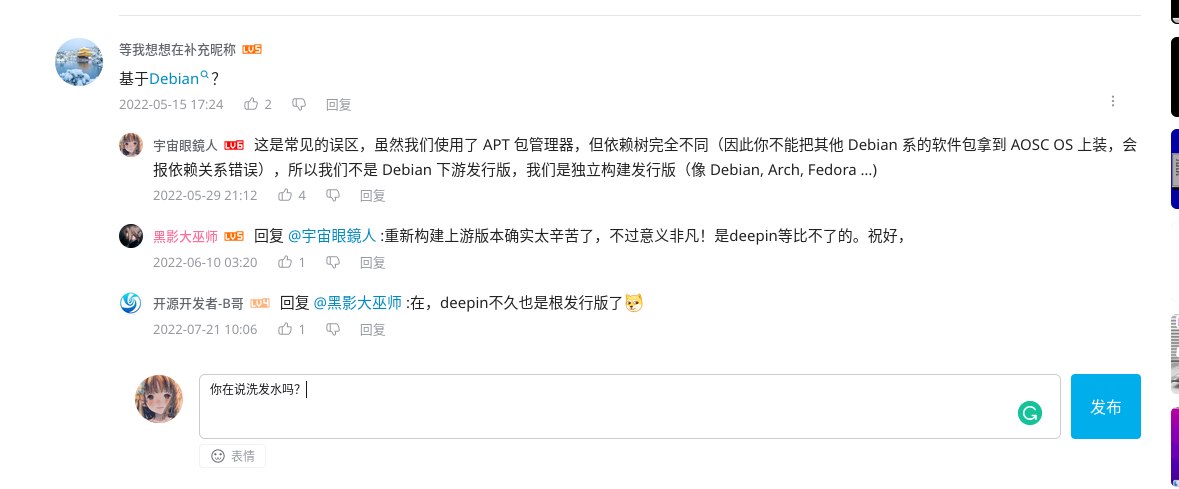 等我想想在补充昵称 LV5
基于Debian？
2022-05-15 17:24 2 回复
宇宙眼鏡人 LV6 这是常见的误区，虽然我们使用了 APT 包管理器，但依赖树完全不同（因此你不能把其他 Debian 系的软件包拿到 AOSC OS 上装，会
报依赖关系错误），所以我们不是 Debian 下游发行版，我们是独立构建发行版（像 Debian, Arch, Fedora ...)
2022-05-29 21:12 4 回复
黑影大巫师 LV5 回复 @宇宙眼鏡人 :重新构建上游版本确实太辛苦了，不过意义非凡！是deepin等比不了的。祝好，
2022-06-10 03:20 1 回复
开源开发者-B哥 LV4 回复 @黑影大巫师 :在，deepin不久也是根发行版了
2022-07-21 10:06 1 回复
你在说洗发水吗？
发布
表情